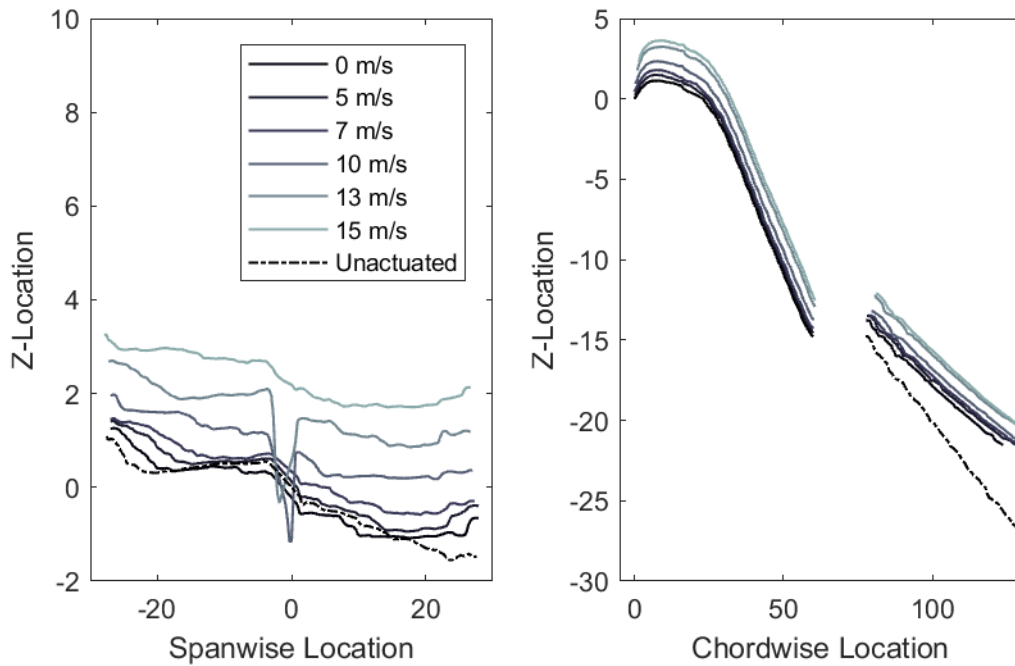 10
8
6
4
2
0
-2
Z-Location
-20
0
20
Spanwise Location
0 m/s
5 m/s
7 m/s
10 m/s
13 m/s
15 m/s
Unactuated
5
0
-5
-10
-15
-20
-25
-30
Z-Location
0
50
100
Chordwise Location